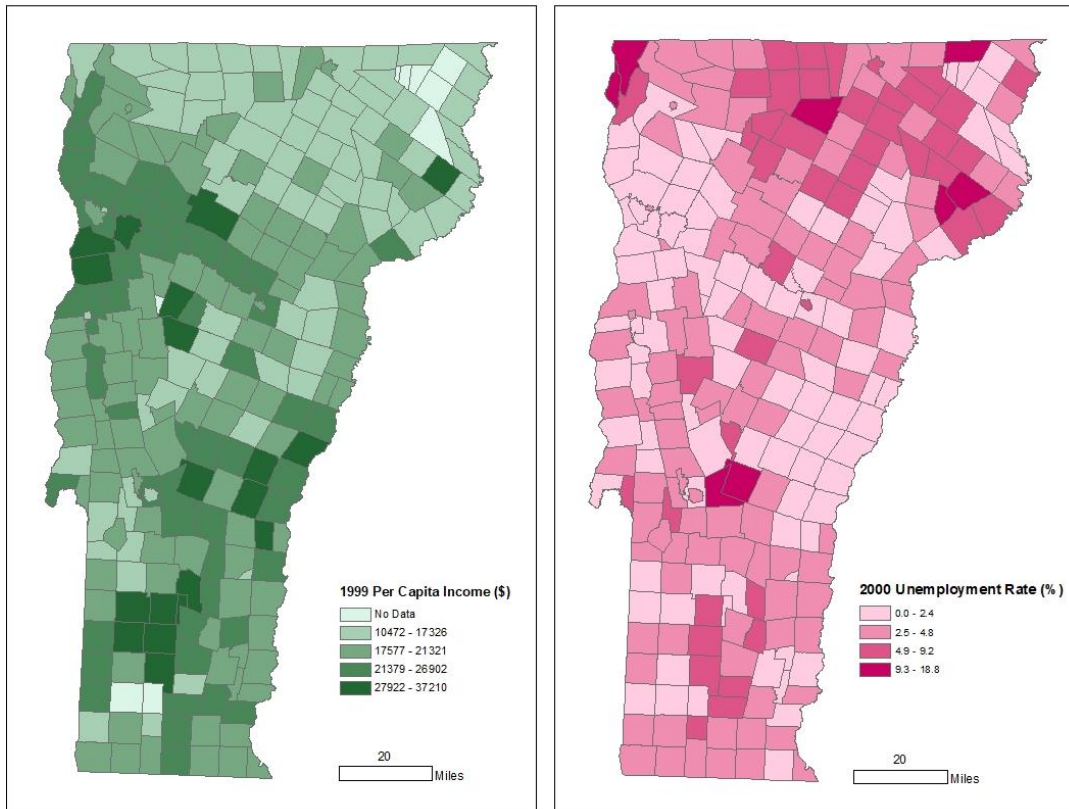 1999 Per Capita Income ($)
No Data
10472 - 17326
17577 - 21321
21379 - 26902
27922 - 37210
20
Miles
2000 Unemployment Rate (%)
0.0 - 2.4
2.5 - 4.8
4.9 - 9.2
9.3 - 18.8
20
Miles